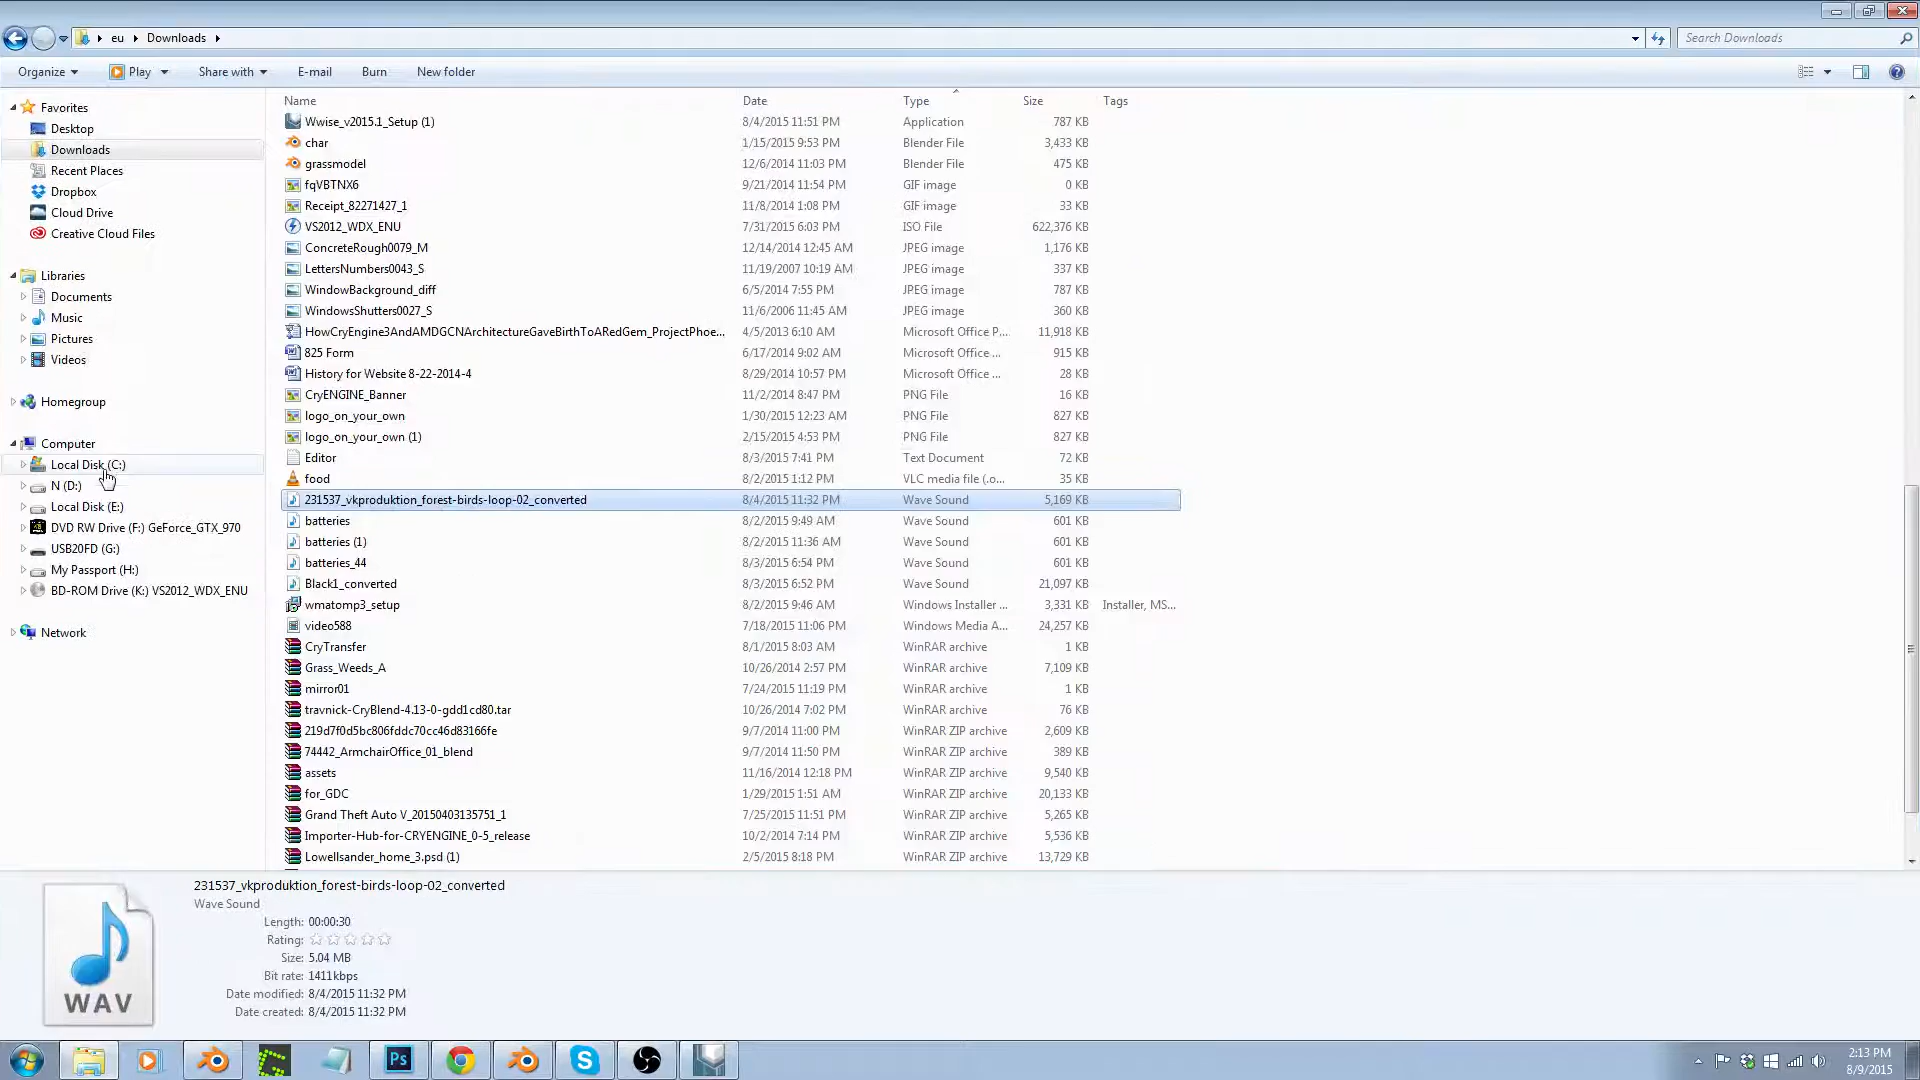 eu Downloads
Search Downloads
Organize Play Share with E-mail Burn New folder
Favorites
Desktop
Downloads
Recent Places
Dropbox
Cloud Drive
Creative Cloud Files
Libraries
Documents
Music
Pictures
Videos
Homegroup
Computer
Local Disk (C:)
N (D:)
Local Disk (E:)
DVD RW Drive (F:) GeForce_GTX_970
USB20FD (G:)
My Passport (H:)
BD-ROM Drive (K:) VS2012_WDX_ENU
Network
Name Date Type Size Tags
Wwise_v2015.1_Setup (1) 8/4/2015 11:51 PM Application 787 KB
char 1/15/2015 9:53 PM Blender File 3,433 KB
grassmodel 12/6/2014 11:03 PM Blender File 475 KB
fqVBTNX6 9/21/2014 11:54 PM GIF image 0 KB
Receipt_82271427_1 11/8/2014 1:08 PM GIF image 33 KB
VS2012_WDX_ENU 7/31/2015 6:03 PM ISO File 622,376 KB
ConcreteRough0079_M 12/14/2014 12:45 AM JPEG image 1,176 KB
LettersNumbers0043_S 11/19/2007 10:19 AM JPEG image 337 KB
WindowBackground_diff 6/5/2014 7:55 PM JPEG image 787 KB
WindowsShutters0027_S 11/6/2006 11:45 AM JPEG image 360 KB
HowCryEngine3AndAMDGCNArchitectureGaveBirthToARedGem_ProjectPhoe... 4/5/2013 6:10 AM Microsoft Office P... 11,918 KB
825 Form 6/17/2014 9:02 AM Microsoft Office ... 915 KB
History for Website 8-22-2014-4 8/29/2014 10:57 PM Microsoft Office ... 28 KB
CryENGINE_Banner 11/2/2014 8:47 PM PNG File 16 KB
logo_on_your_own 1/30/2015 12:23 AM PNG File 827 KB
logo_on_your_own (1) 2/15/2015 4:53 PM PNG File 827 KB
Editor 8/3/2015 7:41 PM Text Document 72 KB
food 8/2/2015 1:12 PM VLC media file (.o... 35 KB
231537_vkproduktion_forest-birds-loop-02_converted 8/4/2015 11:32 PM Wave Sound 5,169 KB
batteries 8/2/2015 9:49 AM Wave Sound 601 KB
batteries (1) 8/2/2015 11:36 AM Wave Sound 601 KB
batteries_44 8/3/2015 6:54 PM Wave Sound 601 KB
Black1_converted 8/3/2015 6:52 PM Wave Sound 21,097 KB
wmatomp3_setup 8/2/2015 9:46 AM Windows Installer ... 3,331 KB Installer, MS...
video588 7/18/2015 11:06 PM Windows Media A... 24,257 KB
CryTransfer 8/1/2015 8:03 AM WinRAR archive 1 KB
Grass_Weeds_A 10/26/2014 2:57 PM WinRAR archive 7,109 KB
mirror01 7/24/2015 11:19 PM WinRAR archive 1 KB
travnick-CryBlend-4.13-0-gdd1cd80.tar 10/26/2014 7:02 PM WinRAR archive 76 KB
219d7f0d5bc806fddc70cc46d83166fe 9/7/2014 11:00 PM WinRAR ZIP archive 2,609 KB
74442_ArmchairOffice_01_blend 9/7/2014 11:50 PM WinRAR ZIP archive 389 KB
assets 11/16/2014 12:18 PM WinRAR ZIP archive 9,540 KB
for_GDC 1/29/2015 1:51 AM WinRAR ZIP archive 20,133 KB
Grand Theft Auto V_20150403135751_1 7/25/2015 11:51 PM WinRAR ZIP archive 5,265 KB
Importer-Hub-for-CRYENGINE_0-5_release 10/2/2014 7:14 PM WinRAR ZIP archive 5,536 KB
Lowellsander_home_3.psd (1) 2/5/2015 8:18 PM WinRAR ZIP archive 13,729 KB
WAV
231537_vkproduktion_forest-birds-loop-02_converted
Wave Sound
Length: 00:00:30
Rating:
Size: 5.04 MB
Bit rate: 1411kbps
Date modified: 8/4/2015 11:32 PM
Date created: 8/4/2015 11:32 PM
Ps
2:13 PM
8/9/2015